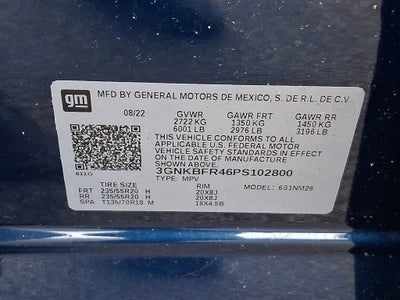 gm
MFD BY GENERAL MOTORS DE MEXICO, S. DE R.L. DE C.V.
08/22 GVWR GAWR FRT GAWR RR
2722 KG 1350 KG 1450 KG
6001 LB 2976 LB 3196 LB
THIS VEHICLE CONFORMS TO ALL
APPLICABLE U.S. FEDERAL MOTOR
VEHICLE SAFETY STANDARDS IN
EFFECT ON THE DATE OF
MANUFACTURE SHOWN ABOVE.
3GNKBFR46PS102800
TYPE: MPV MODEL: 601NM26
611G
TIRE SIZE RIM
FRT 235/55R20 H 20X8J
RR 235/55R20 H 20X8J
SPA T135/70R18 M 18X4.5B